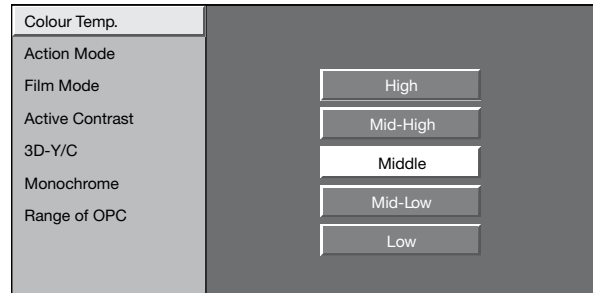 Colour Temp.
Action Mode
Film Mode
Active Contrast
3D-Y/C
Monochrome
Range of OPC
High
Mid-High
Middle
Mid-Low
Low